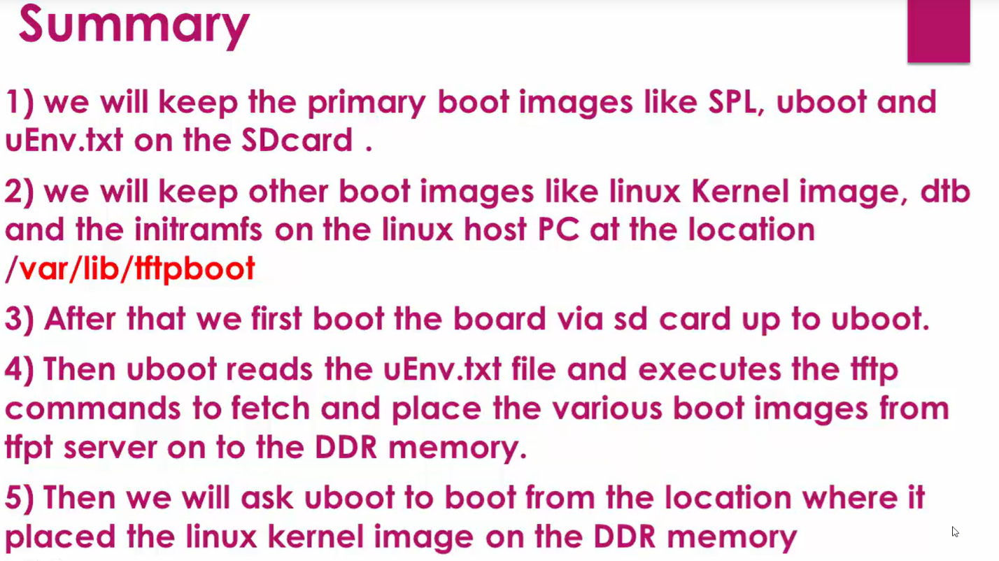 Summary
1) we will keep the primary boot images like SPL, uboot and
uEnv.txt on the SDcard .
2) we will keep other boot images like linux Kernel image, dtb
and the initramfs on the linux host PC at the location
/var/lib/tftpboot
3) After that we first boot the board via sd card up to uboot.
4) Then uboot reads the uEnv.txt file and executes the tftp
commands to fetch and place the various boot images from
tfpt server on to the DDR memory.
5) Then we will ask uboot to boot from the location where it
placed the linux kernel image on the DDR memory